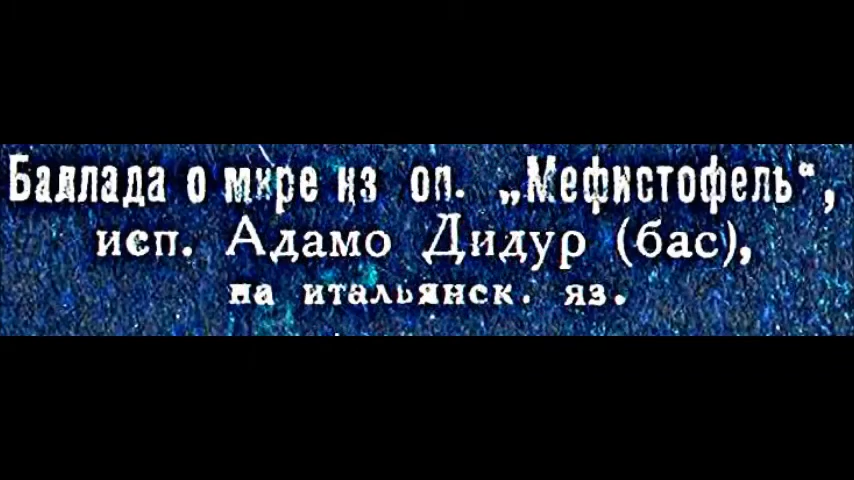 Баллада о мире из оп. „Мефистофель“,
исп. Адамо Дидур (бас),
на итальянск. яз.